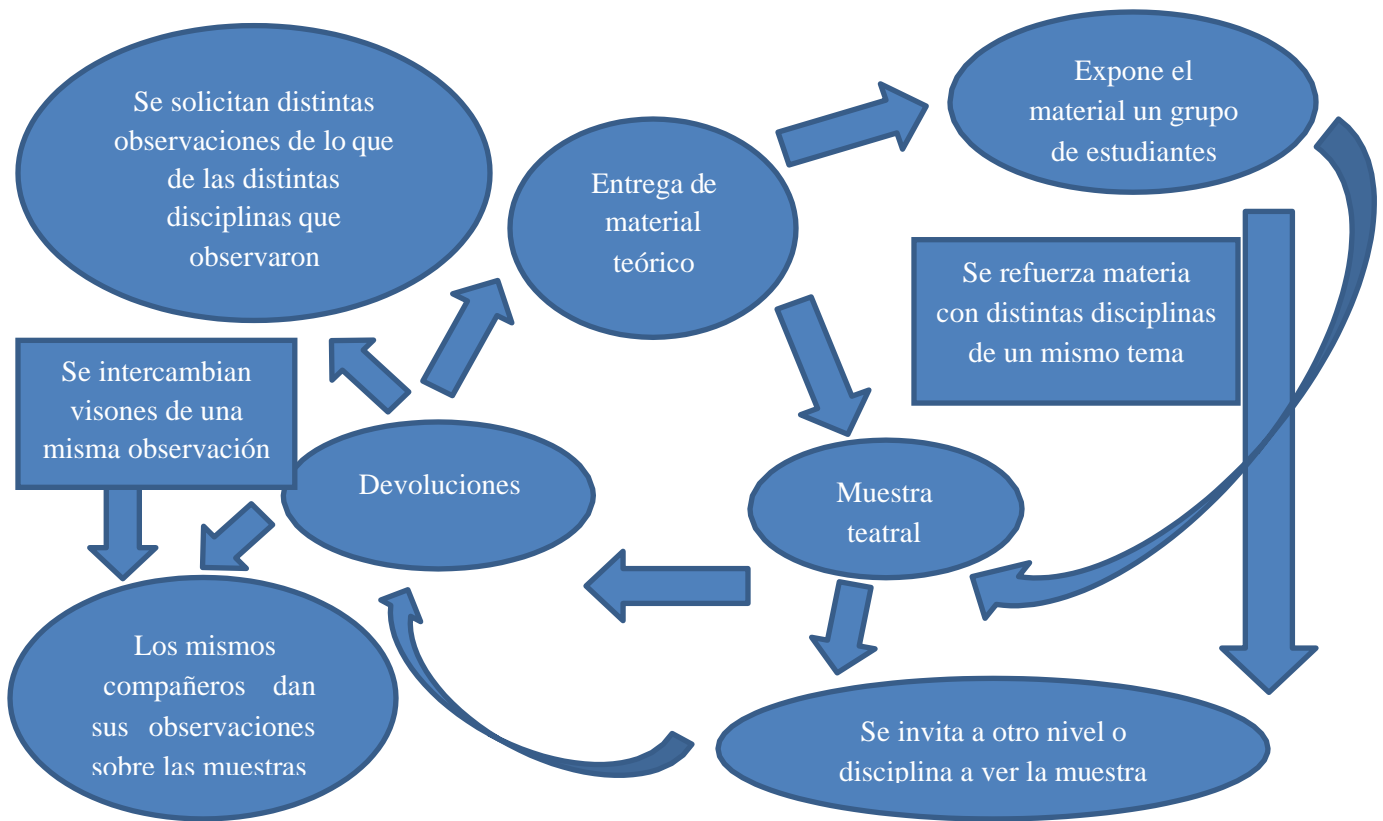 Se solicitan distintas
observaciones de lo que
de las distintas
disciplinas que
observaron
Entrega de
material
teórico
Expone el
material un grupo
de estudiantes
Se refuerza materia
con distintas disciplinas
de un mismo tema
Se intercambian
visones de una
misma observación
Devoluciones
Muestra
teatral
Los mismos
compañeros dan
sus observaciones
sobre las muestras
Se invita a otro nivel o
disciplina a ver la muestra